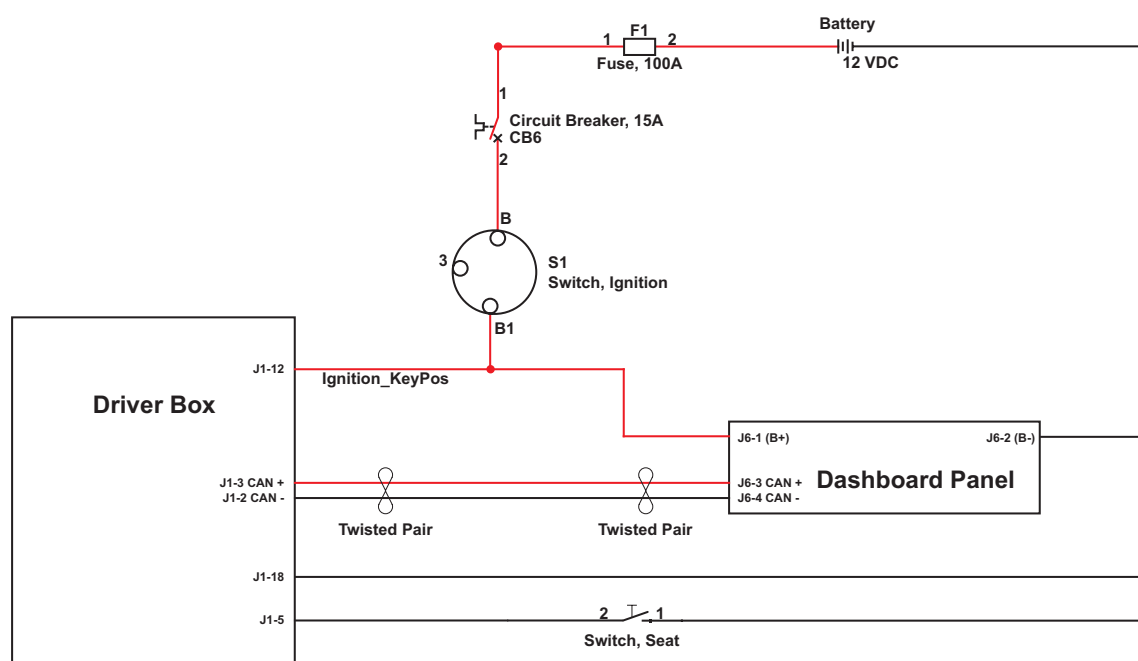 Battery
1 F1 2
Fuse, 100A
12 VDC
1
Circuit Breaker, 15A
CB6
2
B
3
S1
Switch, Ignition
B1
J1-12
Ignition_KeyPos
Driver Box
J6-1 (B+)
J6-2 (B-)
J1-3 CAN +
J1-2 CAN -
J6-3 CAN +
J6-4 CAN -
Dashboard Panel
Twisted Pair
Twisted Pair
J1-18
J1-5
2
1
Switch, Seat